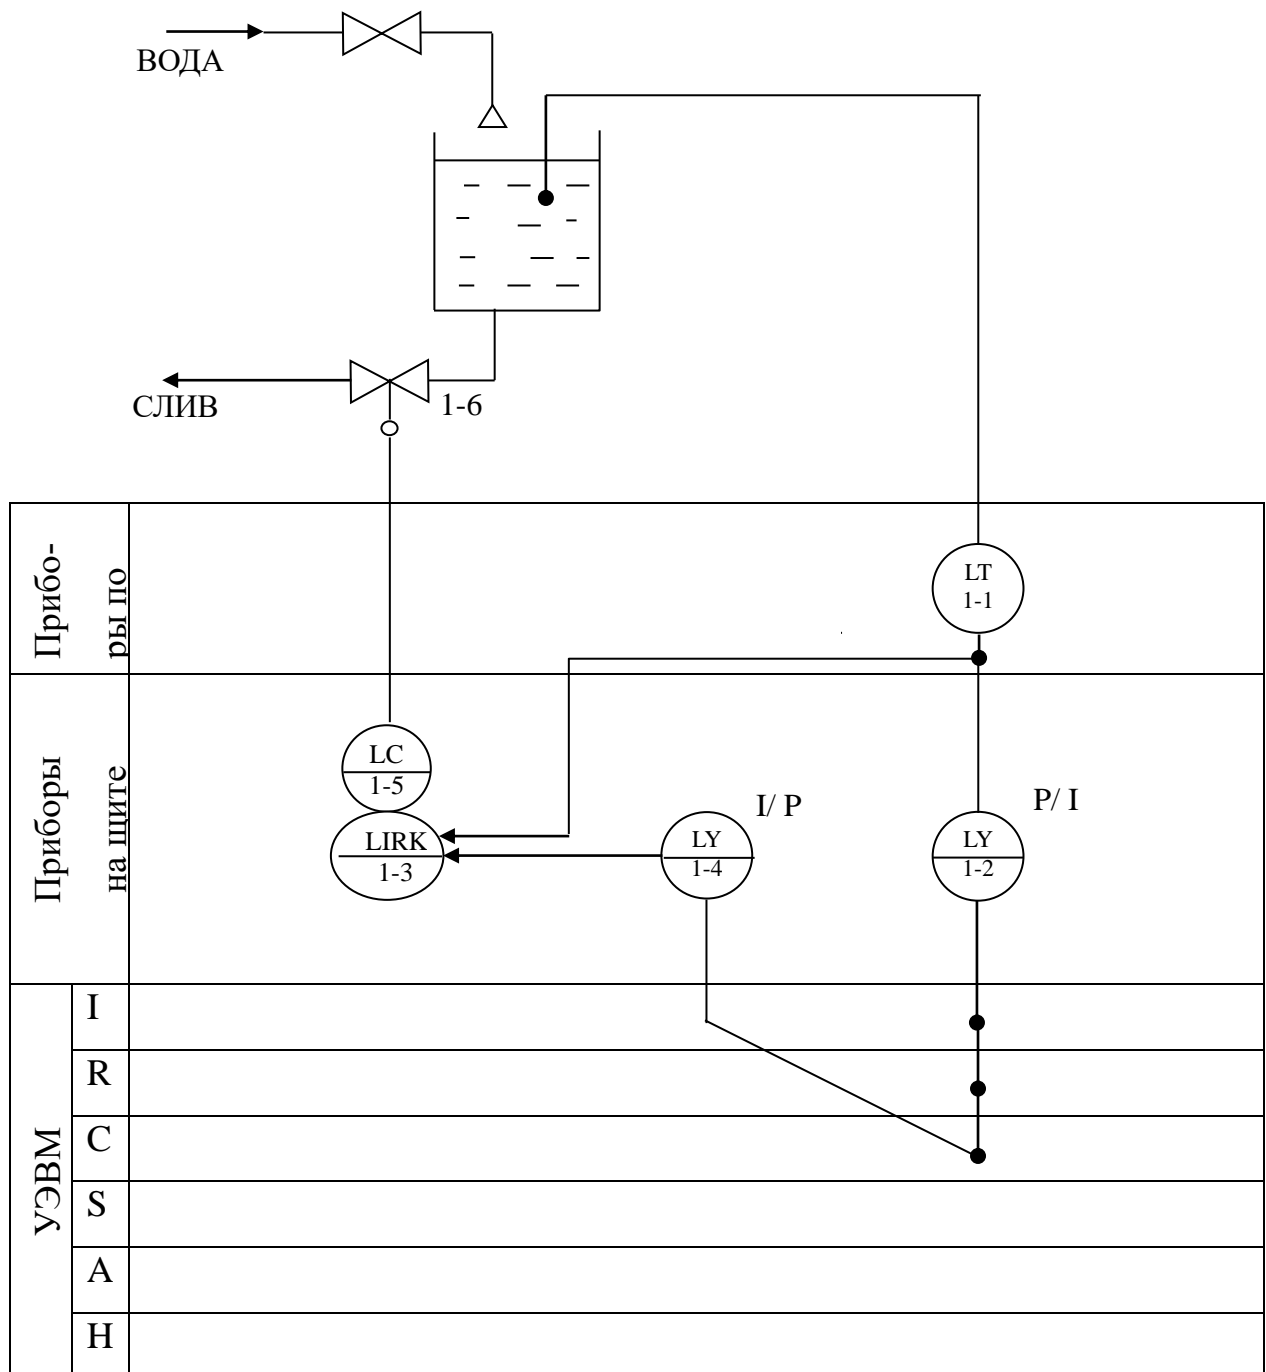 ВОДА
СЛИВ
1-6
Прибо-
ры по
LT
1-1
Приборы
на щите
LC
1-5
LIRK
1-3
I/ P
LY
1-4
P/ I
LY
1-2
УЭВМ
I
R
C
S
A
H